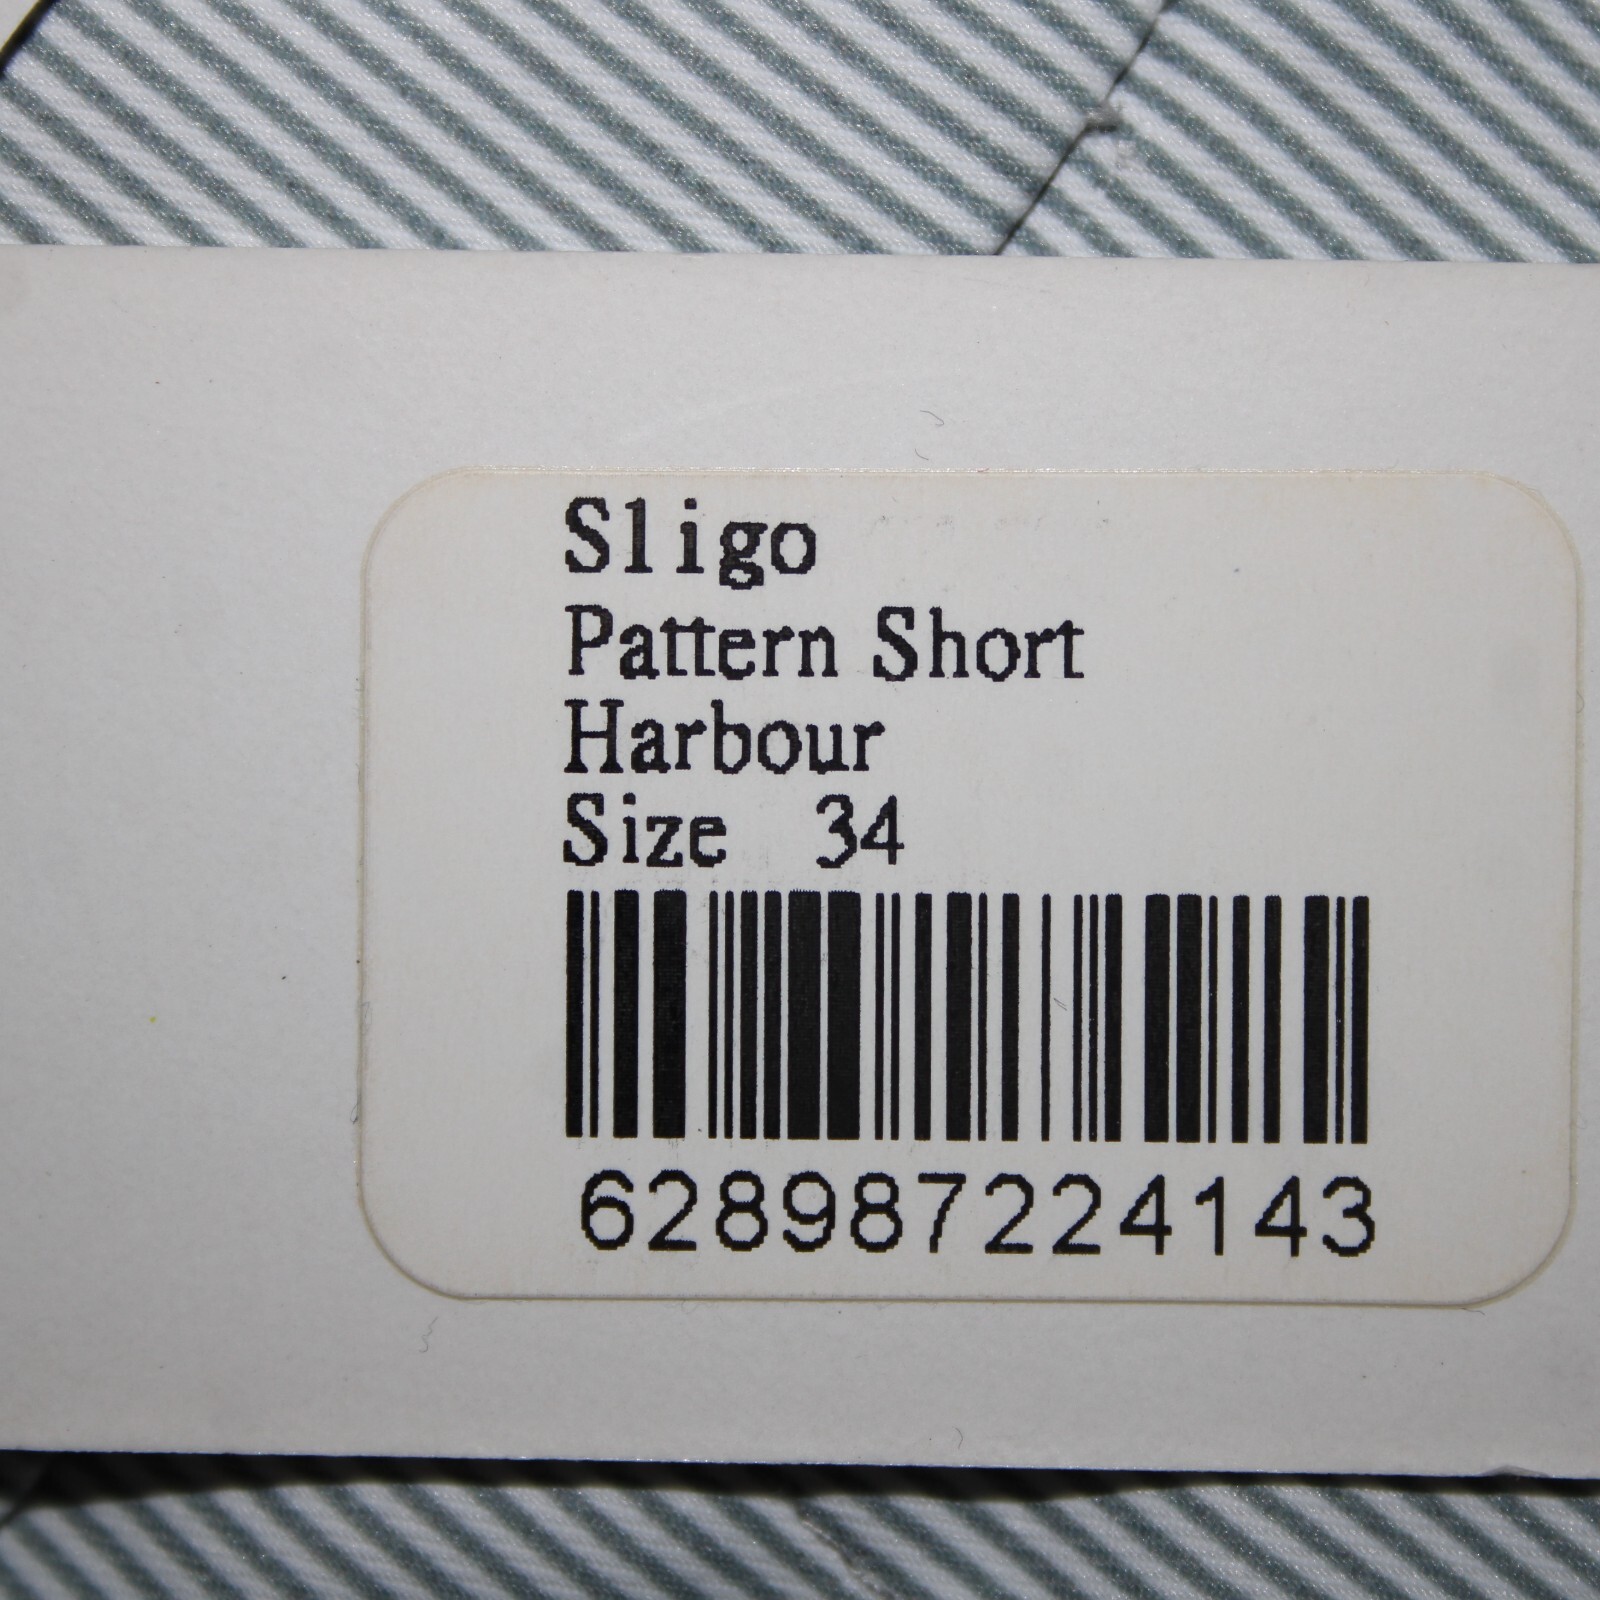 Sligo
Pattern Short
Harbour
Size 34
628987224143